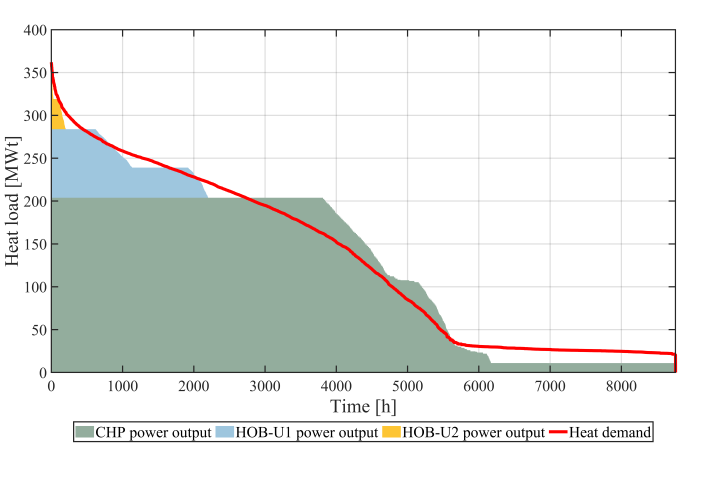 400
350
300
250
200
150
100
50
0
Heat load [MWt]
0 1000 2000 3000 4000 5000 6000 7000 8000
Time [h]
CHP power output HOB-U1 power output HOB-U2 power output Heat demand